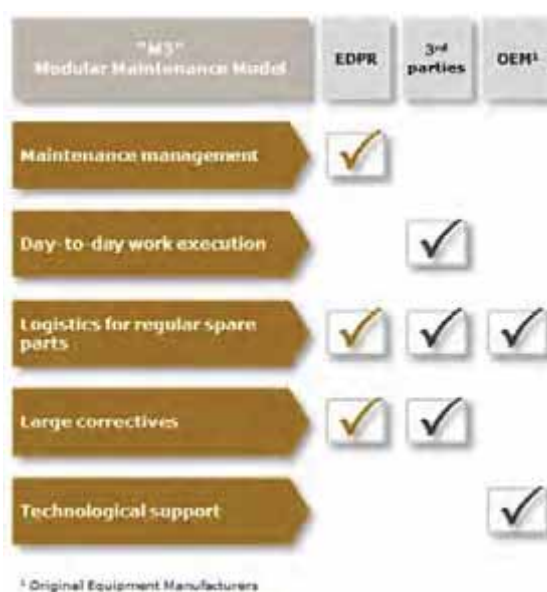 "M3"
Modular Maintenance Model
EDPR
3rd
parties
OEM¹
Maintenance management
Day-to-day work execution
Logistics for regular spare
parts
Large correctives
Technological support
¹ Original Equipment Manufacturers